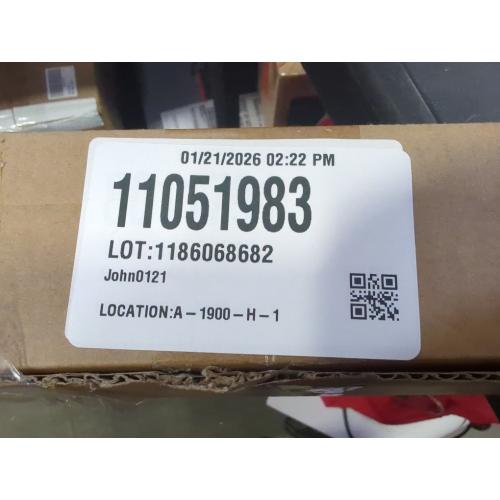 01/21/2026 02:22 PM
11051983
LOT:1186068682
John0121
LOCATION:A-1900-H-1